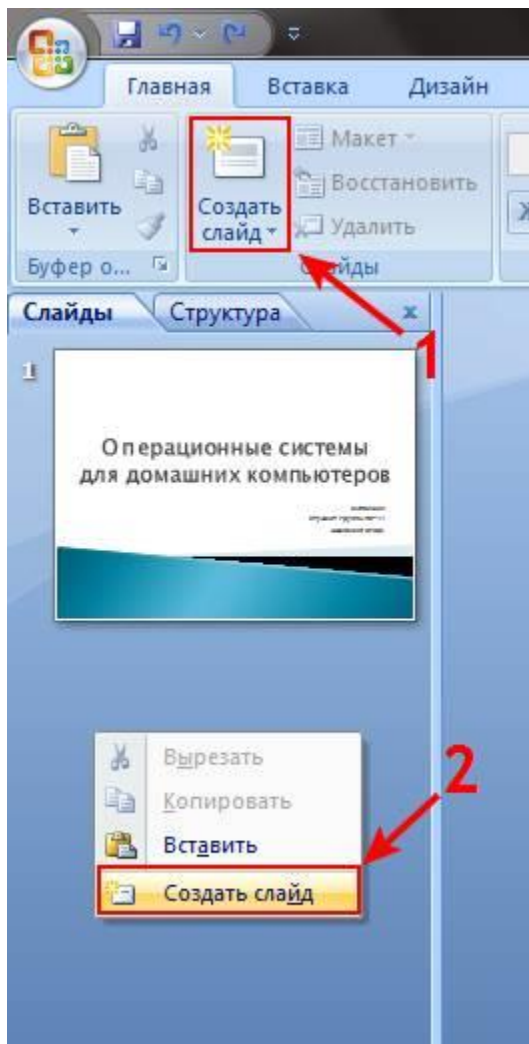 Главная Вставка Дизайн
Вставить
Буфер о...
Создать
слайд
Макет
Восстановить
Удалить
Слайды
1
Слайды Структура
1
Операционные системы
для домашних компьютеров
2
Вырезать
Копировать
Вставить
Создать слайд